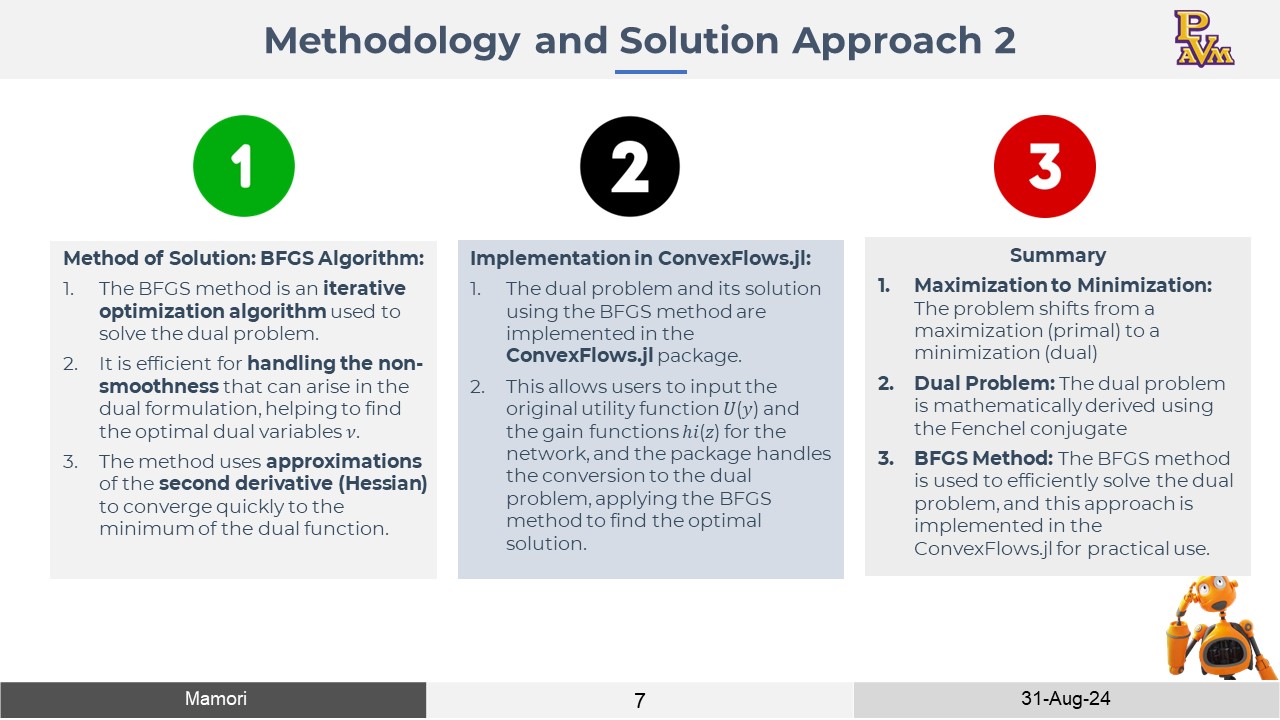 Methodology and Solution Approach 2
P
AVM
1
2
3
Method of Solution: BFGS Algorithm:
1. The BFGS method is an iterative
optimization algorithm used to
solve the dual problem.
2. It is efficient for handling the non-
smoothness that can arise in the
dual formulation, helping to find
the optimal dual variables ν.
3. The method uses approximations
of the second derivative (Hessian)
to converge quickly to the
minimum of the dual function.
Implementation in ConvexFlows.jl:
1. The dual problem and its solution
using the BFGS method are
implemented in the
ConvexFlows.jl package.
2. This allows users to input the
original utility function U(y) and
the gain functions hi(z) for the
network, and the package handles
the conversion to the dual
problem, applying the BFGS
method to find the optimal
solution.
Summary
1. Maximization to Minimization:
The problem shifts from a
maximization (primal) to a
minimization (dual)
2. Dual Problem: The dual problem
is mathematically derived using
the Fenchel conjugate
3. BFGS Method: The BFGS method
is used to efficiently solve the dual
problem, and this approach is
implemented in the
ConvexFlows.jl for practical use.
Mamori
7
31-Aug-24